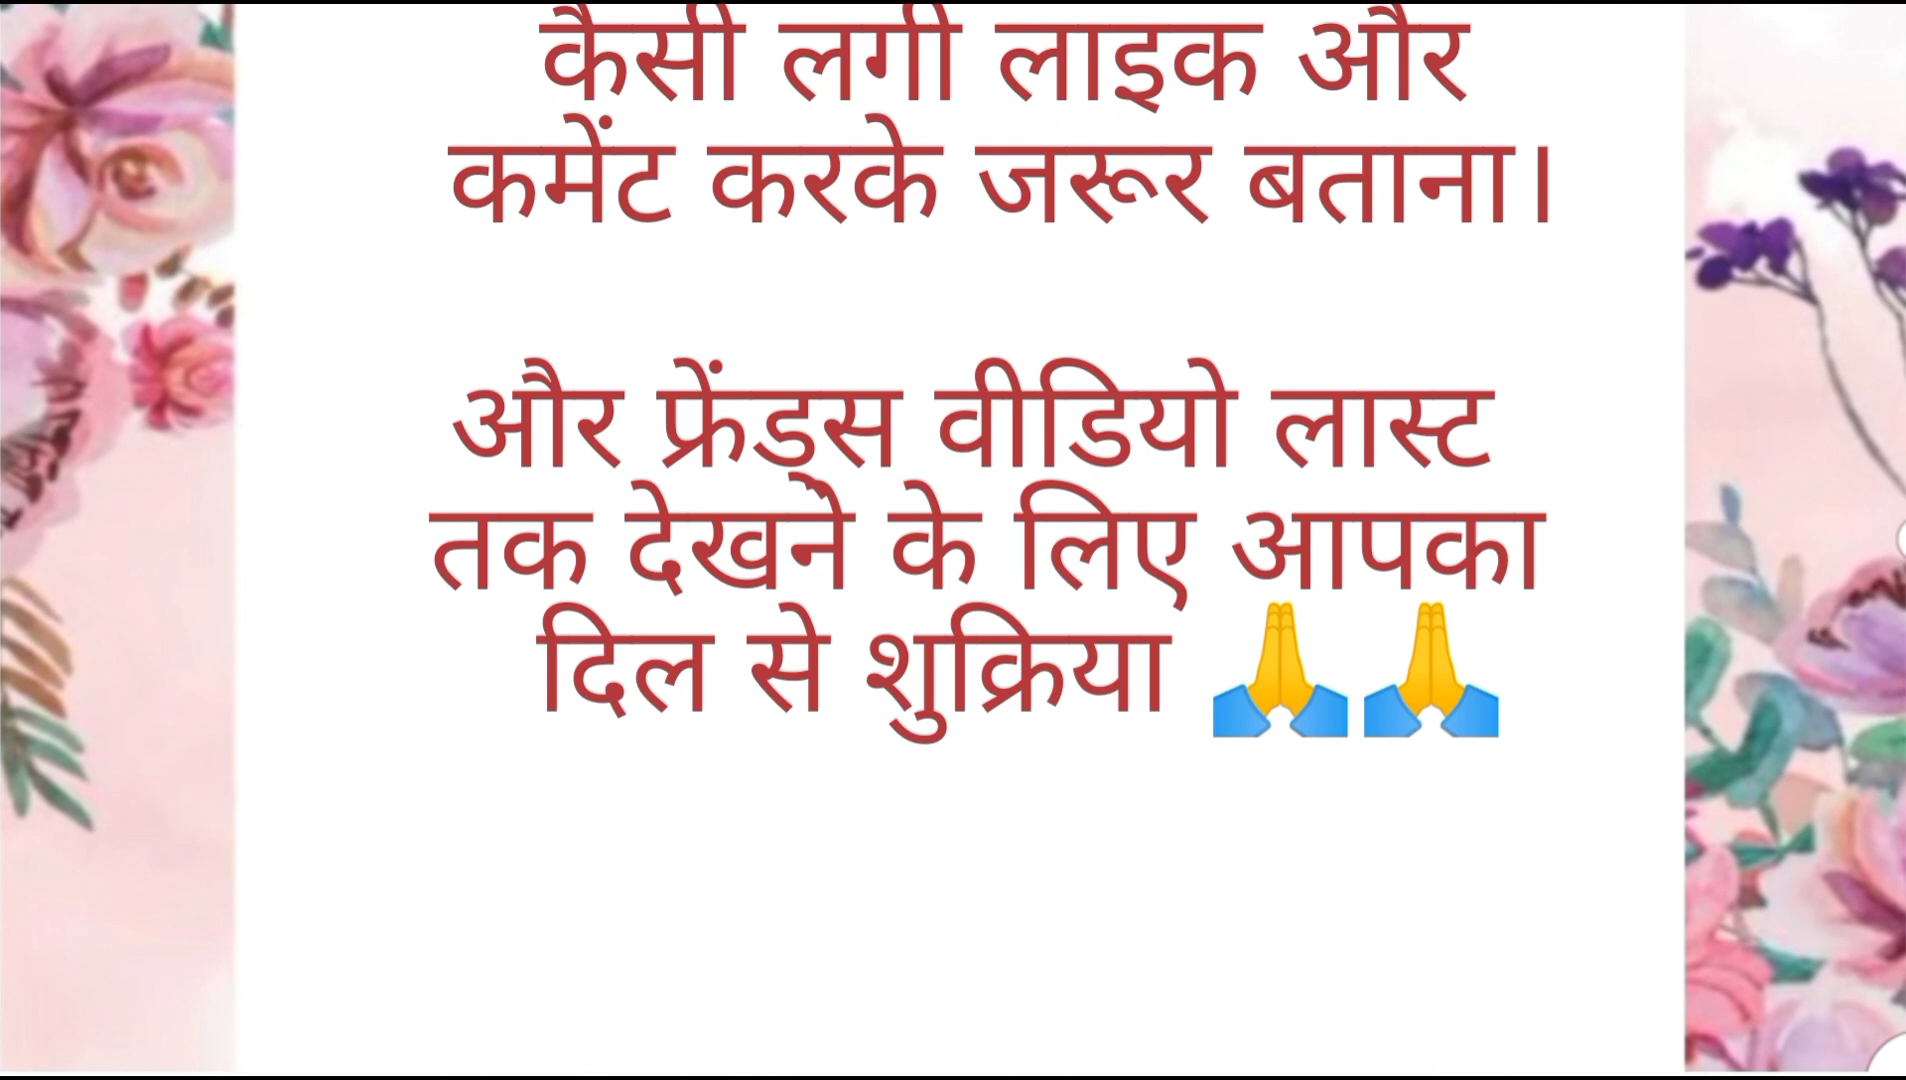 कैसी लगी लाइक और
कमेंट करके जरूर बताना।
और फ्रेंड्स वीडियो लास्ट
तक देखने के लिए आपका
दिल से शुक्रिया 🙏🙏